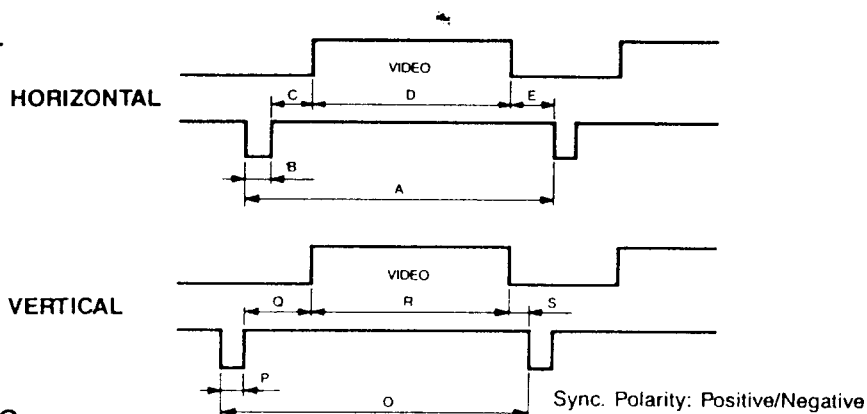 VIDEO
HORIZONTAL
C D E
B
A
VIDEO
VERTICAL
Q R S
P
O
Sync. Polarity: Positive/Negative